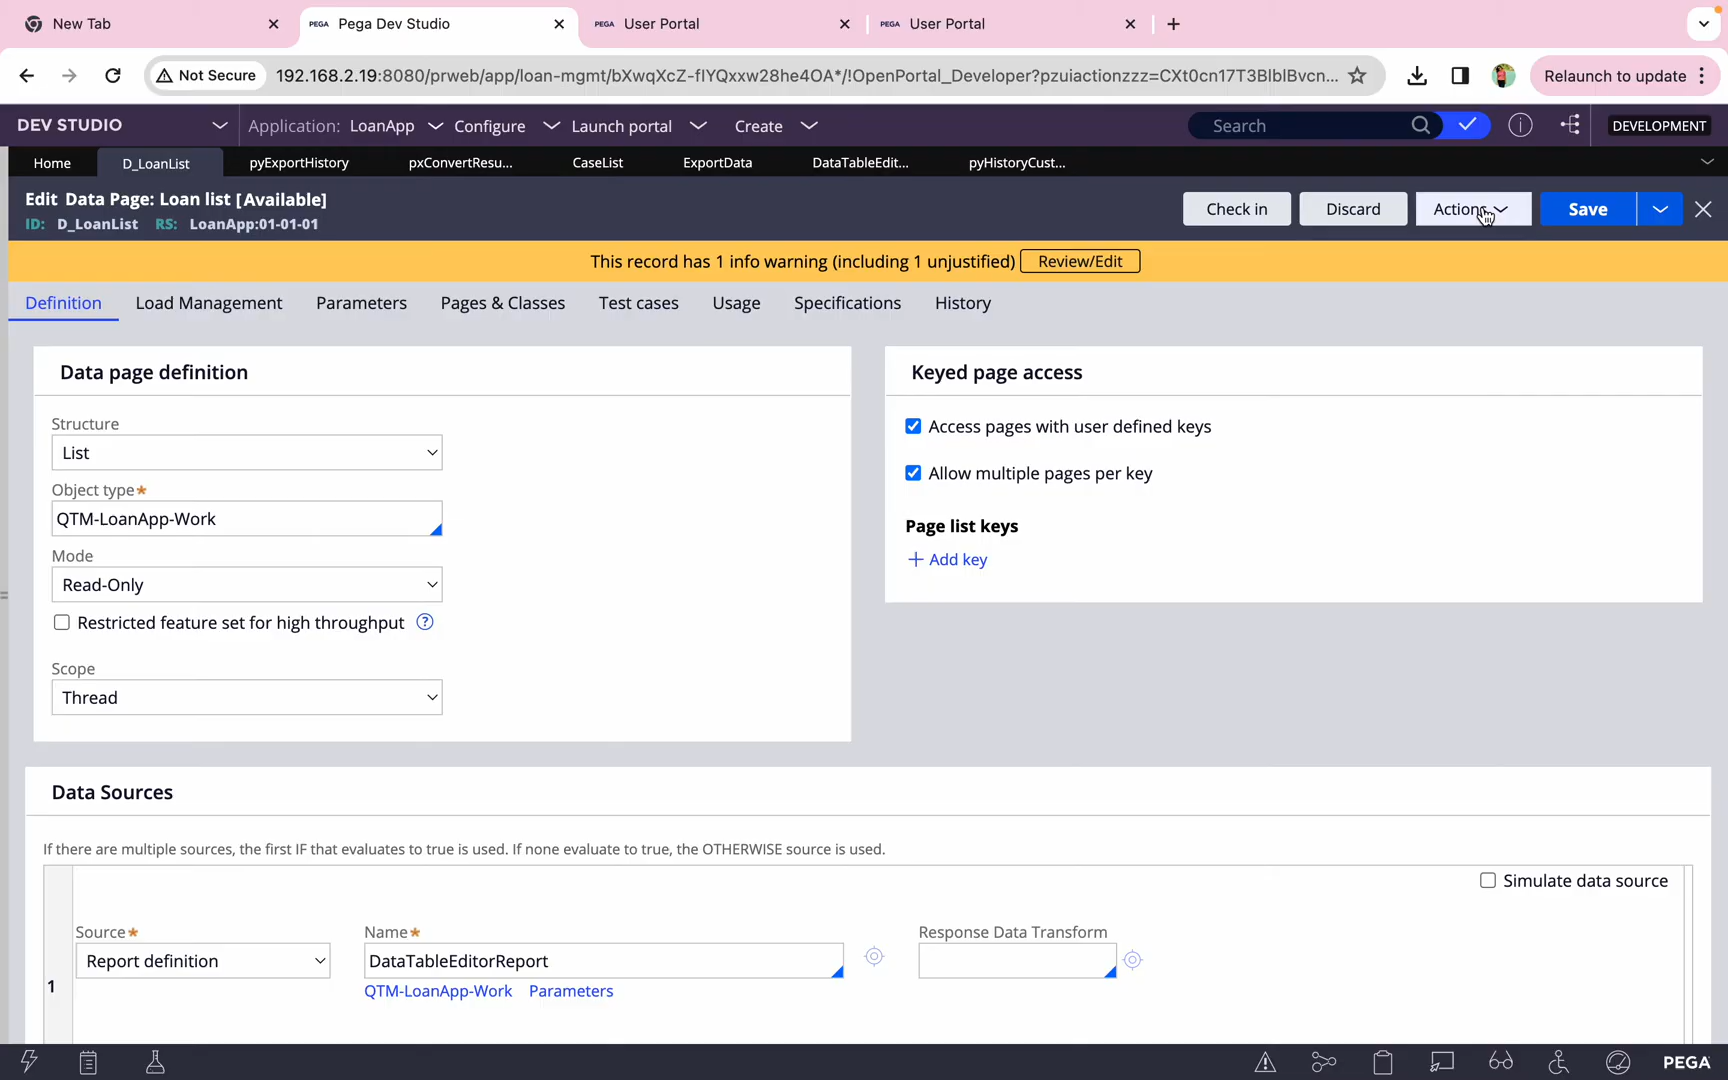 New Tab
PEGA Pega Dev Studio
PEGA User Portal
PEGA User Portal
Not Secure 192.168.2.19:8080/prweb/app/loan-mgmt/bXwqXcZ-flYQxxw28he4OA*/!OpenPortal_Developer?pzuiactionzzz=CXt0cn17T3BlblBvcn... Relaunch to update
DEV STUDIO Application: LoanApp Configure Launch portal Create Search DEVELOPMENT
Home D_LoanList pyExportHistory pxConvertResu... CaseList ExportData DataTableEdit... pyHistoryCust...
Edit Data Page: Loan list [Available]
ID: D_LoanList RS: LoanApp:01-01-01
Check in Discard Actions Save
This record has 1 info warning (including 1 unjustified) Review/Edit
Definition Load Management Parameters Pages & Classes Test cases Usage Specifications History
Data page definition
Structure
List
Object type*
QTM-LoanApp-Work
Mode
Read-Only
Restricted feature set for high throughput ?
Scope
Thread
Keyed page access
Access pages with user defined keys
Allow multiple pages per key
Page list keys
+ Add key
Data Sources
If there are multiple sources, the first IF that evaluates to true is used. If none evaluate to true, the OTHERWISE source is used.
Simulate data source
1
Source*
Report definition
Name*
DataTableEditorReport
QTM-LoanApp-Work Parameters
Response Data Transform
PEGA